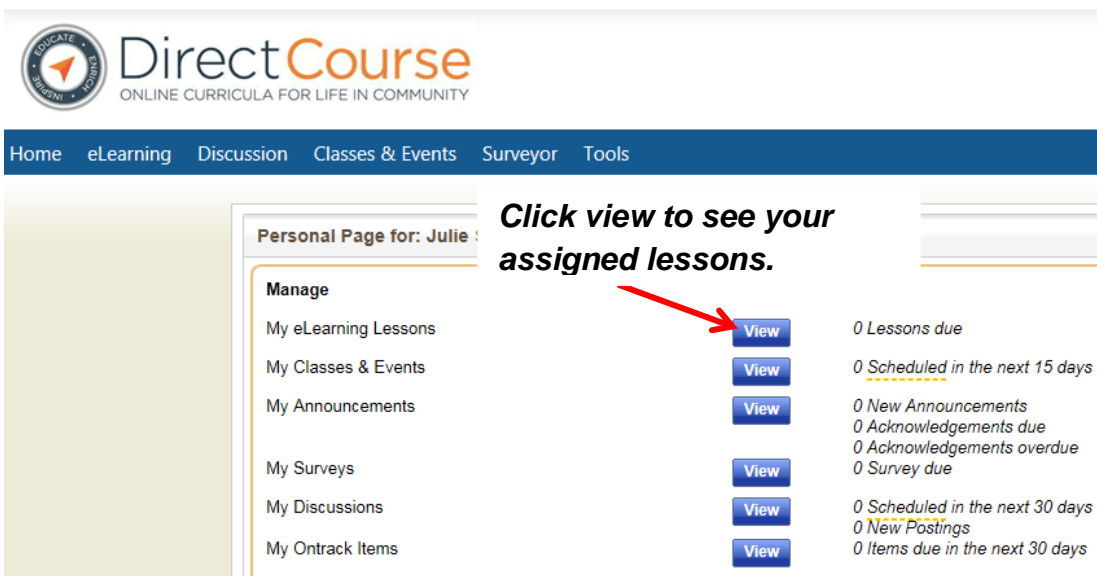 EDUCATE
ENRICH
INSPIRE
DirectCourse
ONLINE CURRICULA FOR LIFE IN COMMUNITY
Home eLearning Discussion Classes & Events Surveyor Tools
Click view to see your
assigned lessons.
Personal Page for: Julie
Manage
My eLearning Lessons View 0 Lessons due
My Classes & Events View 0 Scheduled in the next 15 days
My Announcements View 0 New Announcements
0 Acknowledgements due
0 Acknowledgements overdue
My Surveys View 0 Survey due
My Discussions View 0 Scheduled in the next 30 days
0 New Postings
My Ontrack Items View 0 Items due in the next 30 days